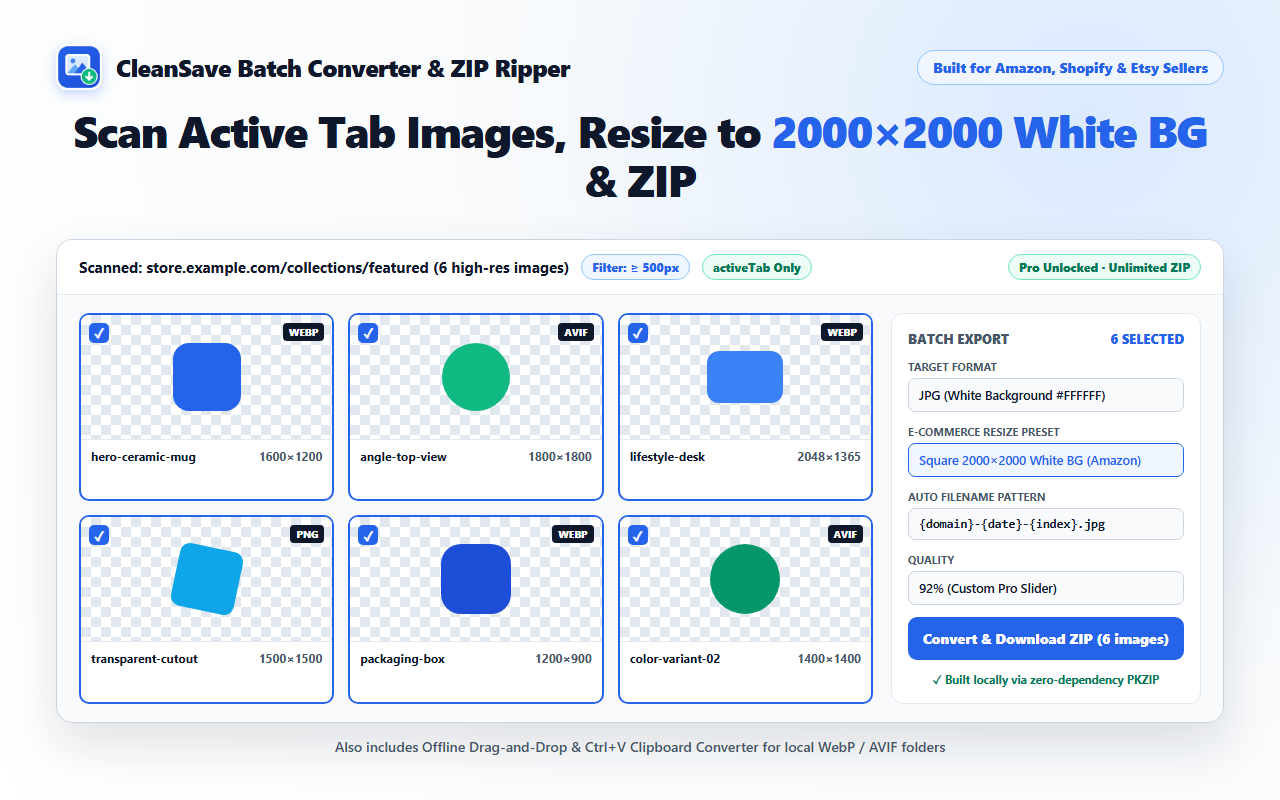 CleanSave Batch Converter & ZIP Ripper
Built for Amazon, Shopify & Etsy Sellers
Scan Active Tab Images, Resize to 2000×2000 White BG
& ZIP
Scanned: store.example.com/collections/featured (6 high-res images)
Filter: ≥ 500px
activeTab Only
Pro Unlocked · Unlimited ZIP
WEBP
hero-ceramic-mug 1600×1200
AVIF
angle-top-view 1800×1800
WEBP
lifestyle-desk 2048×1365
PNG
transparent-cutout 1500×1500
WEBP
packaging-box 1200×900
AVIF
color-variant-02 1400×1400
BATCH EXPORT 6 SELECTED
TARGET FORMAT
JPG (White Background #FFFFFF)
E-COMMERCE RESIZE PRESET
Square 2000×2000 White BG (Amazon)
AUTO FILENAME PATTERN
{domain}-{date}-{index}.jpg
QUALITY
92% (Custom Pro Slider)
Convert & Download ZIP (6 images)
✓ Built locally via zero-dependency PKZIP
Also includes Offline Drag-and-Drop & Ctrl+V Clipboard Converter for local WebP / AVIF folders